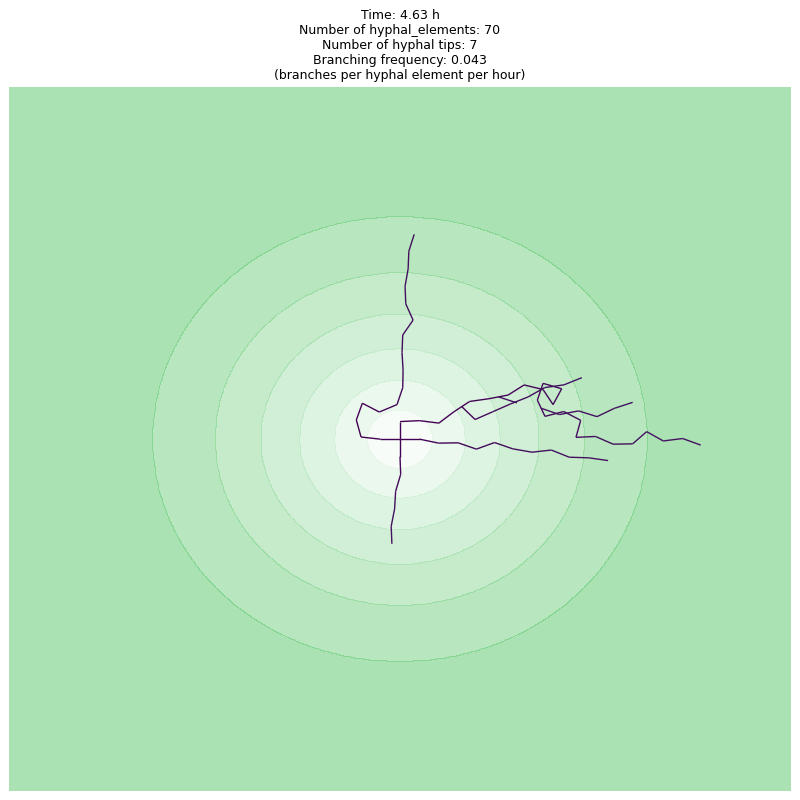 Time: 4.63 h
Number of hyphal_elements: 70
Number of hyphal tips: 7
Branching frequency: 0.043
(branches per hyphal element per hour)